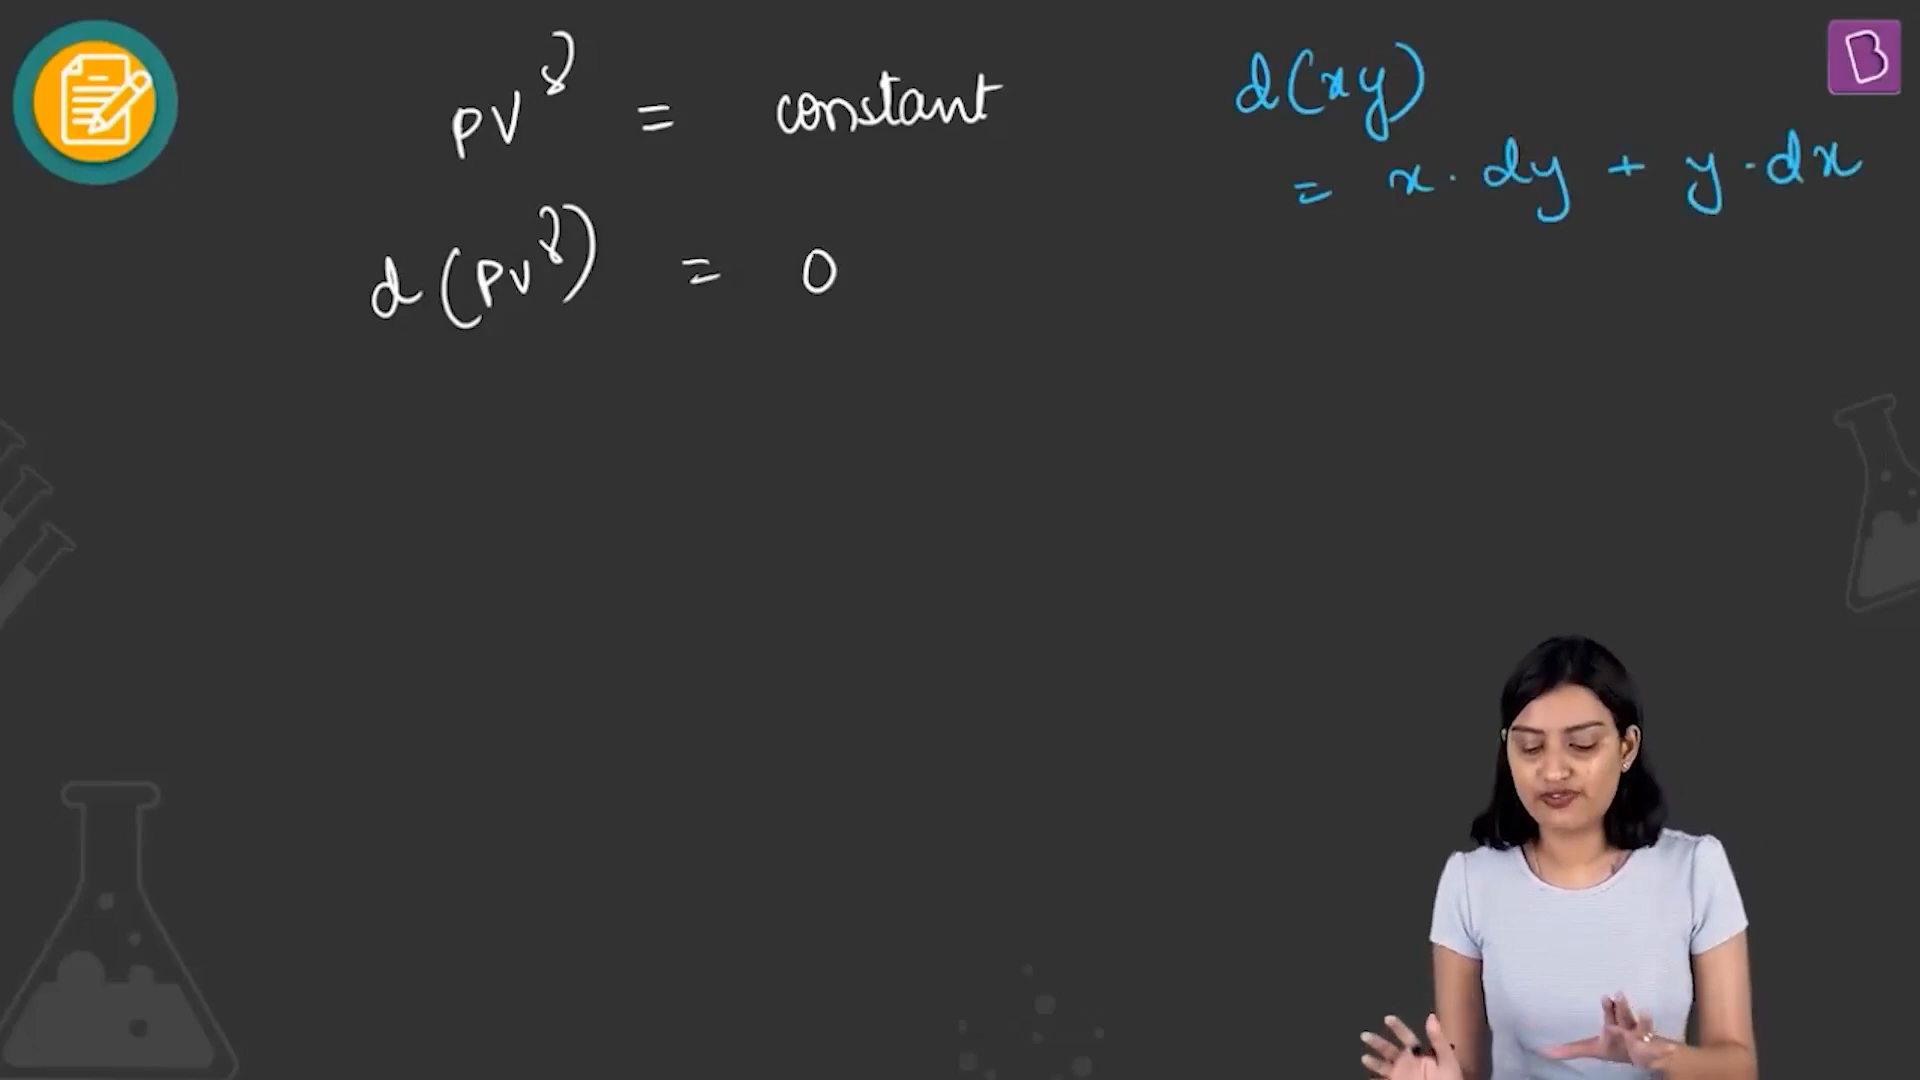 PV^γ = constant
d(PV^γ) = 0
d(xy)
= x · dy + y · dx
B